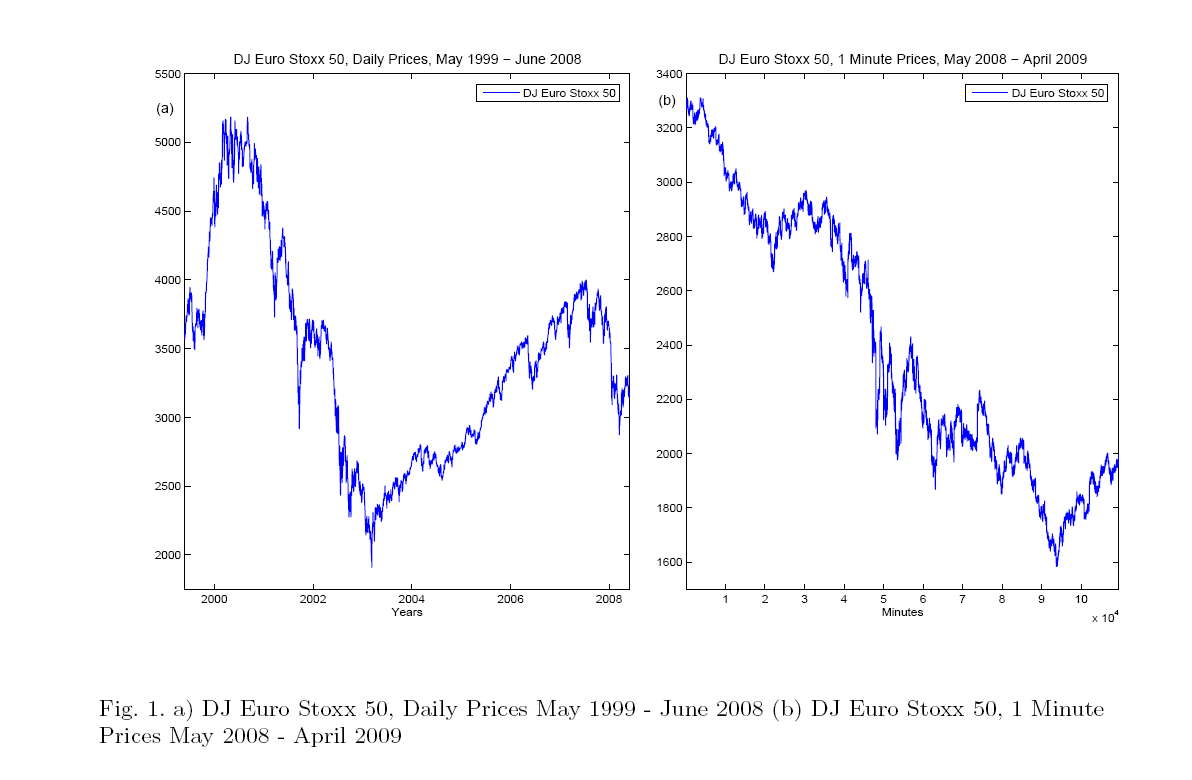 DJ Euro Stoxx 50, Daily Prices, May 1999 − June 2008
5500
5000
4500
4000
3500
3000
2500
2000
(a)
DJ Euro Stoxx 50
2000 2002 2004 2006 2008
Years
DJ Euro Stoxx 50, 1 Minute Prices, May 2008 − April 2009
3400
3200
3000
2800
2600
2400
2200
2000
1800
1600
(b)
DJ Euro Stoxx 50
1 2 3 4 5 6 7 8 9 10
Minutes
x 10⁴
Fig. 1. a) DJ Euro Stoxx 50, Daily Prices May 1999 - June 2008 (b) DJ Euro Stoxx 50, 1 Minute
Prices May 2008 - April 2009